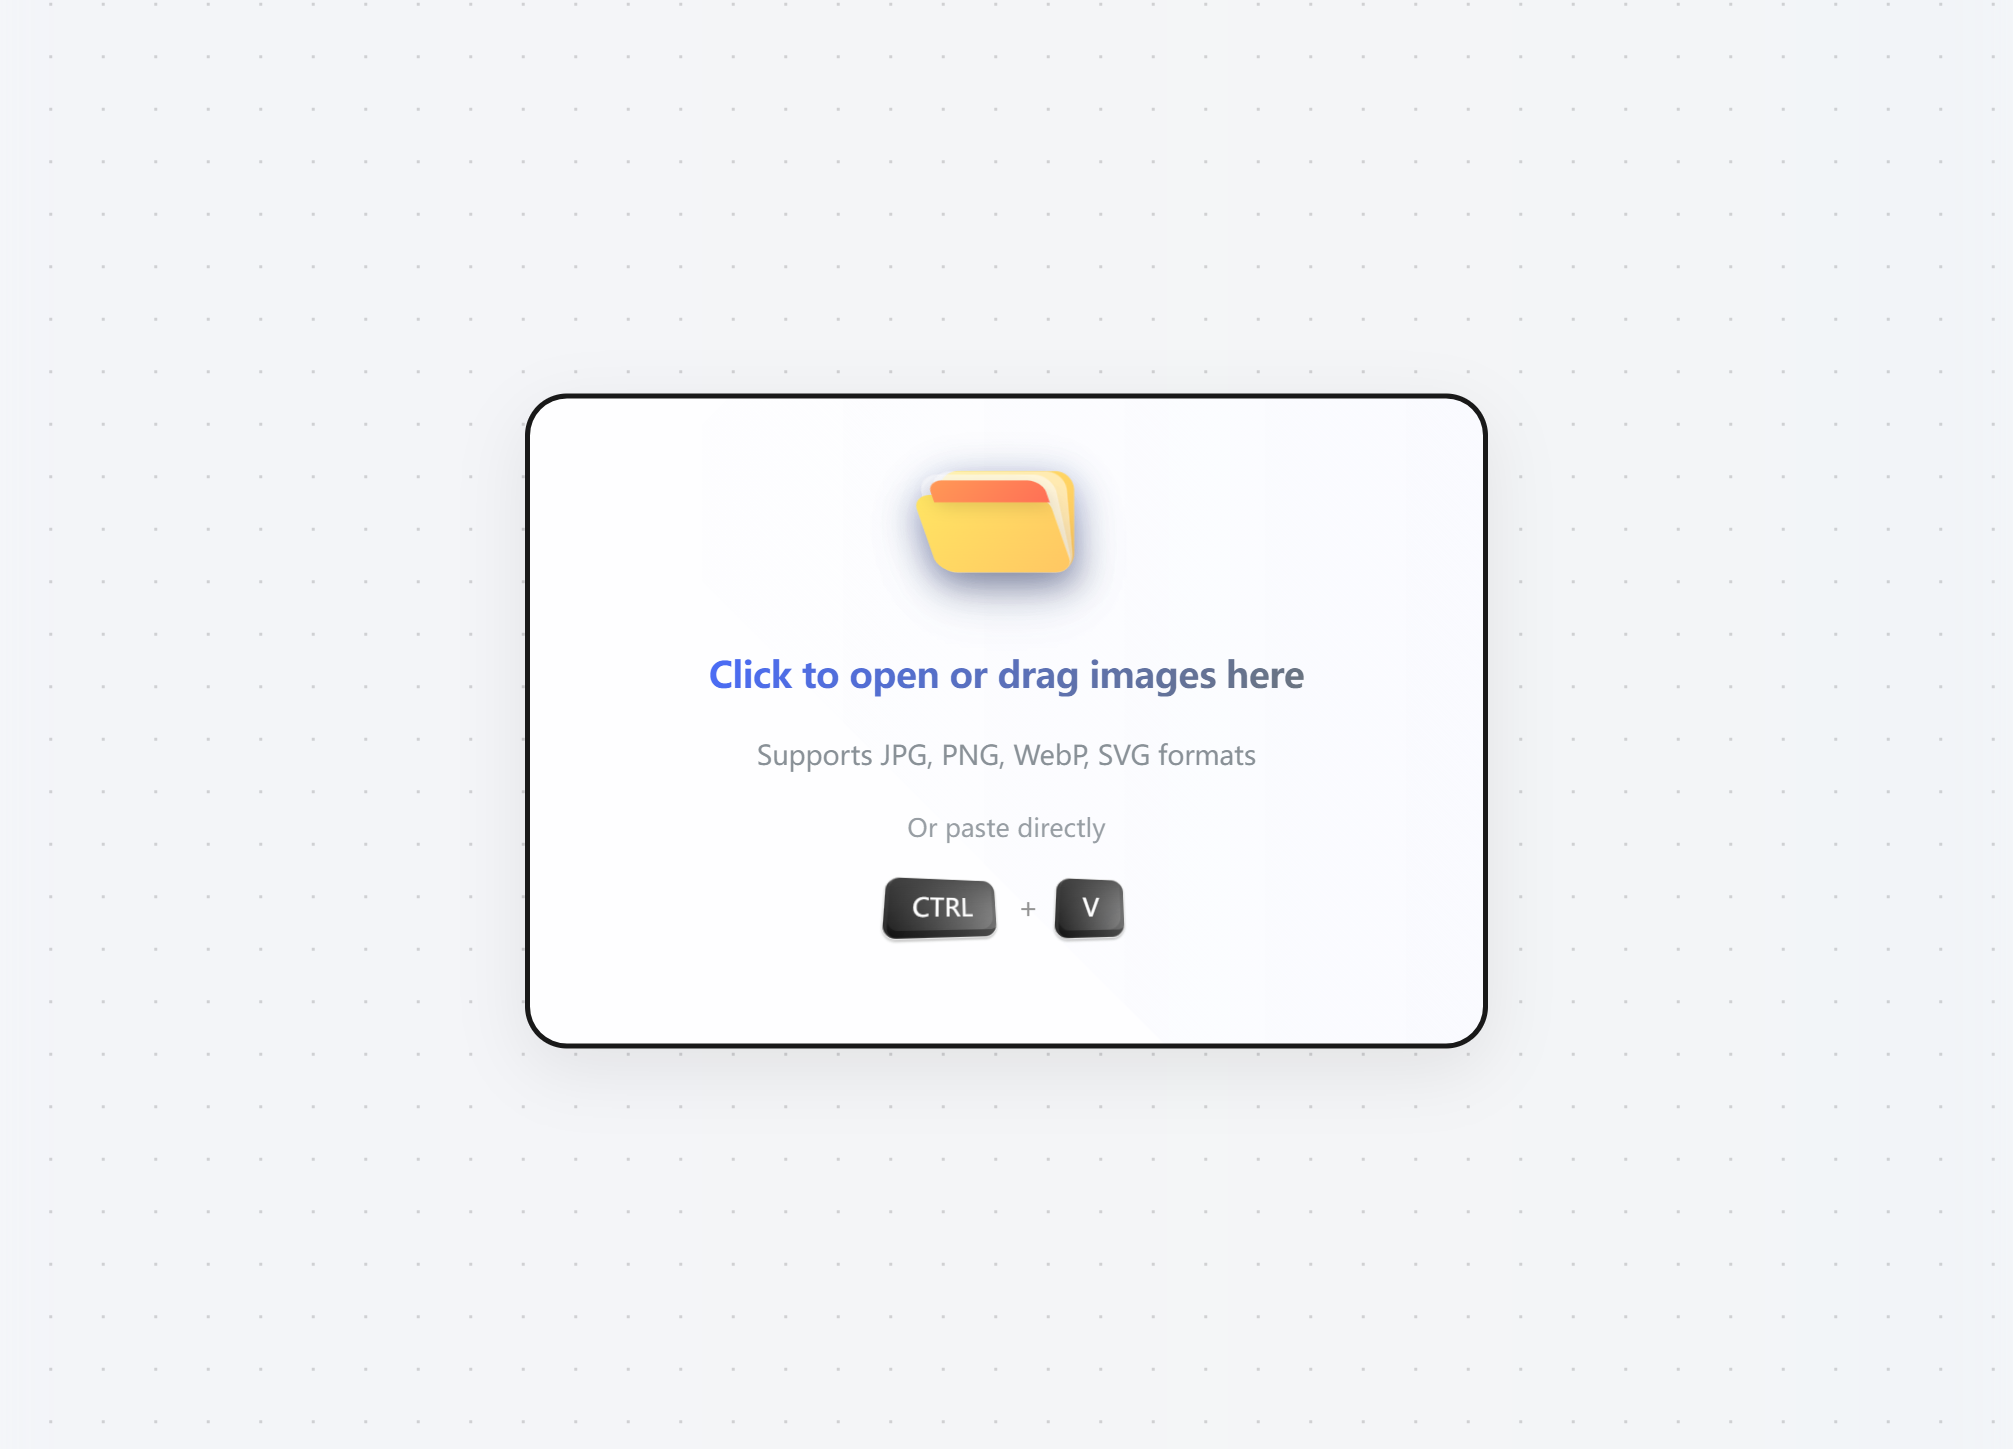 Click to open or drag images here
Supports JPG, PNG, WebP, SVG formats
Or paste directly
CTRL + V